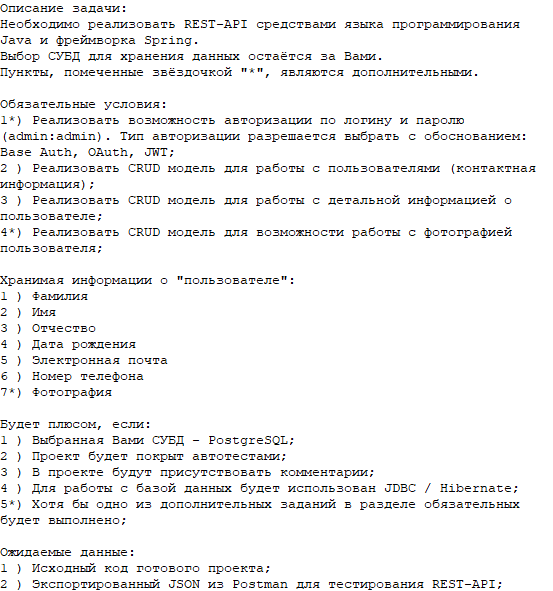 Описание задачи:
Необходимо реализовать REST-API средствами языка программирования
Java и фреймворка Spring.
Выбор СУБД для хранения данных остаётся за Вами.
Пункты, помеченные звёздочкой "*", являются дополнительными.
Обязательные условия:
1*) Реализовать возможность авторизации по логину и паролю
(admin:admin). Тип авторизации разрешается выбрать с обоснованием:
Base Auth, OAuth, JWT;
2 ) Реализовать CRUD модель для работы с пользователями (контактная
информация);
3 ) Реализовать CRUD модель для работы с детальной информацией о
пользователе;
4*) Реализовать CRUD модель для возможности работы с фотографией
пользователя;
Хранимая информации о "пользователе":
1 ) Фамилия
2 ) Имя
3 ) Отчество
4 ) Дата рождения
5 ) Электронная почта
6 ) Номер телефона
7*) Фотография
Будет плюсом, если:
1 ) Выбранная Вами СУБД - PostgreSQL;
2 ) Проект будет покрыт автотестами;
3 ) В проекте будут присутствовать комментарии;
4 ) Для работы с базой данных будет использован JDBC / Hibernate;
5*) Хотя бы одно из дополнительных заданий в разделе обязательных
будет выполнено;
Ожидаемые данные:
1 ) Исходный код готового проекта;
2 ) Экспортированный JSON из Postman для тестирования REST-API;